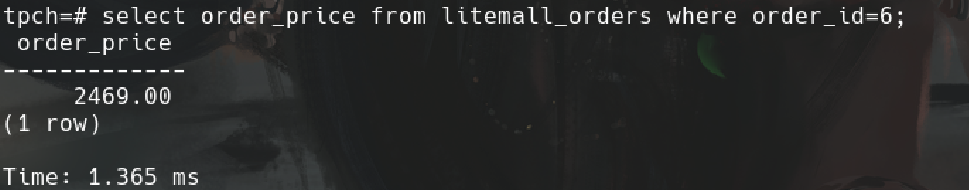 tpch=# select order_price from litemall_orders where order_id=6;
 order_price
-------------
     2469.00
(1 row)

Time: 1.365 ms